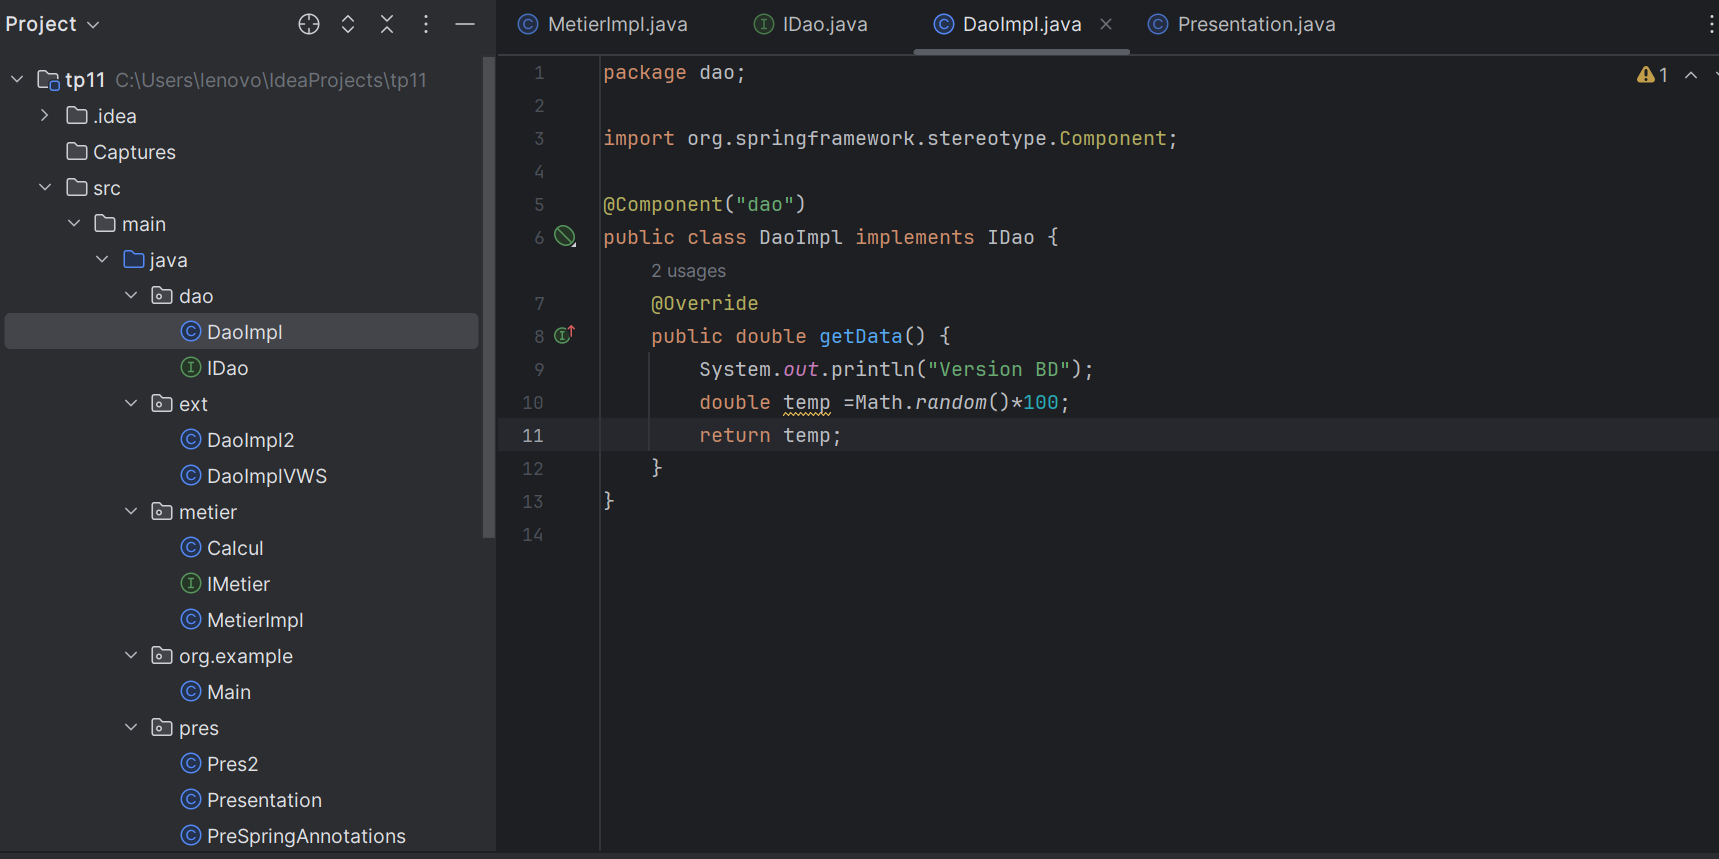 Project
tp11 C:\Users\lenovo\IdeaProjects\tp11
.idea
Captures
src
main
java
dao
DaoImpl
IDao
ext
DaoImpl2
DaoImplVWS
metier
Calcul
IMetier
MetierImpl
org.example
Main
pres
Pres2
Presentation
PreSpringAnnotations
MetierImpl.java IDao.java DaoImpl.java Presentation.java
1 package dao;
1
2
3 import org.springframework.stereotype.Component;
4
5 @Component("dao")
6 public class DaoImpl implements IDao {
2 usages
7 @Override
8 public double getData() {
9 System.out.println("Version BD");
10 double temp =Math.random()*100;
11 return temp;
12 }
13 }
14